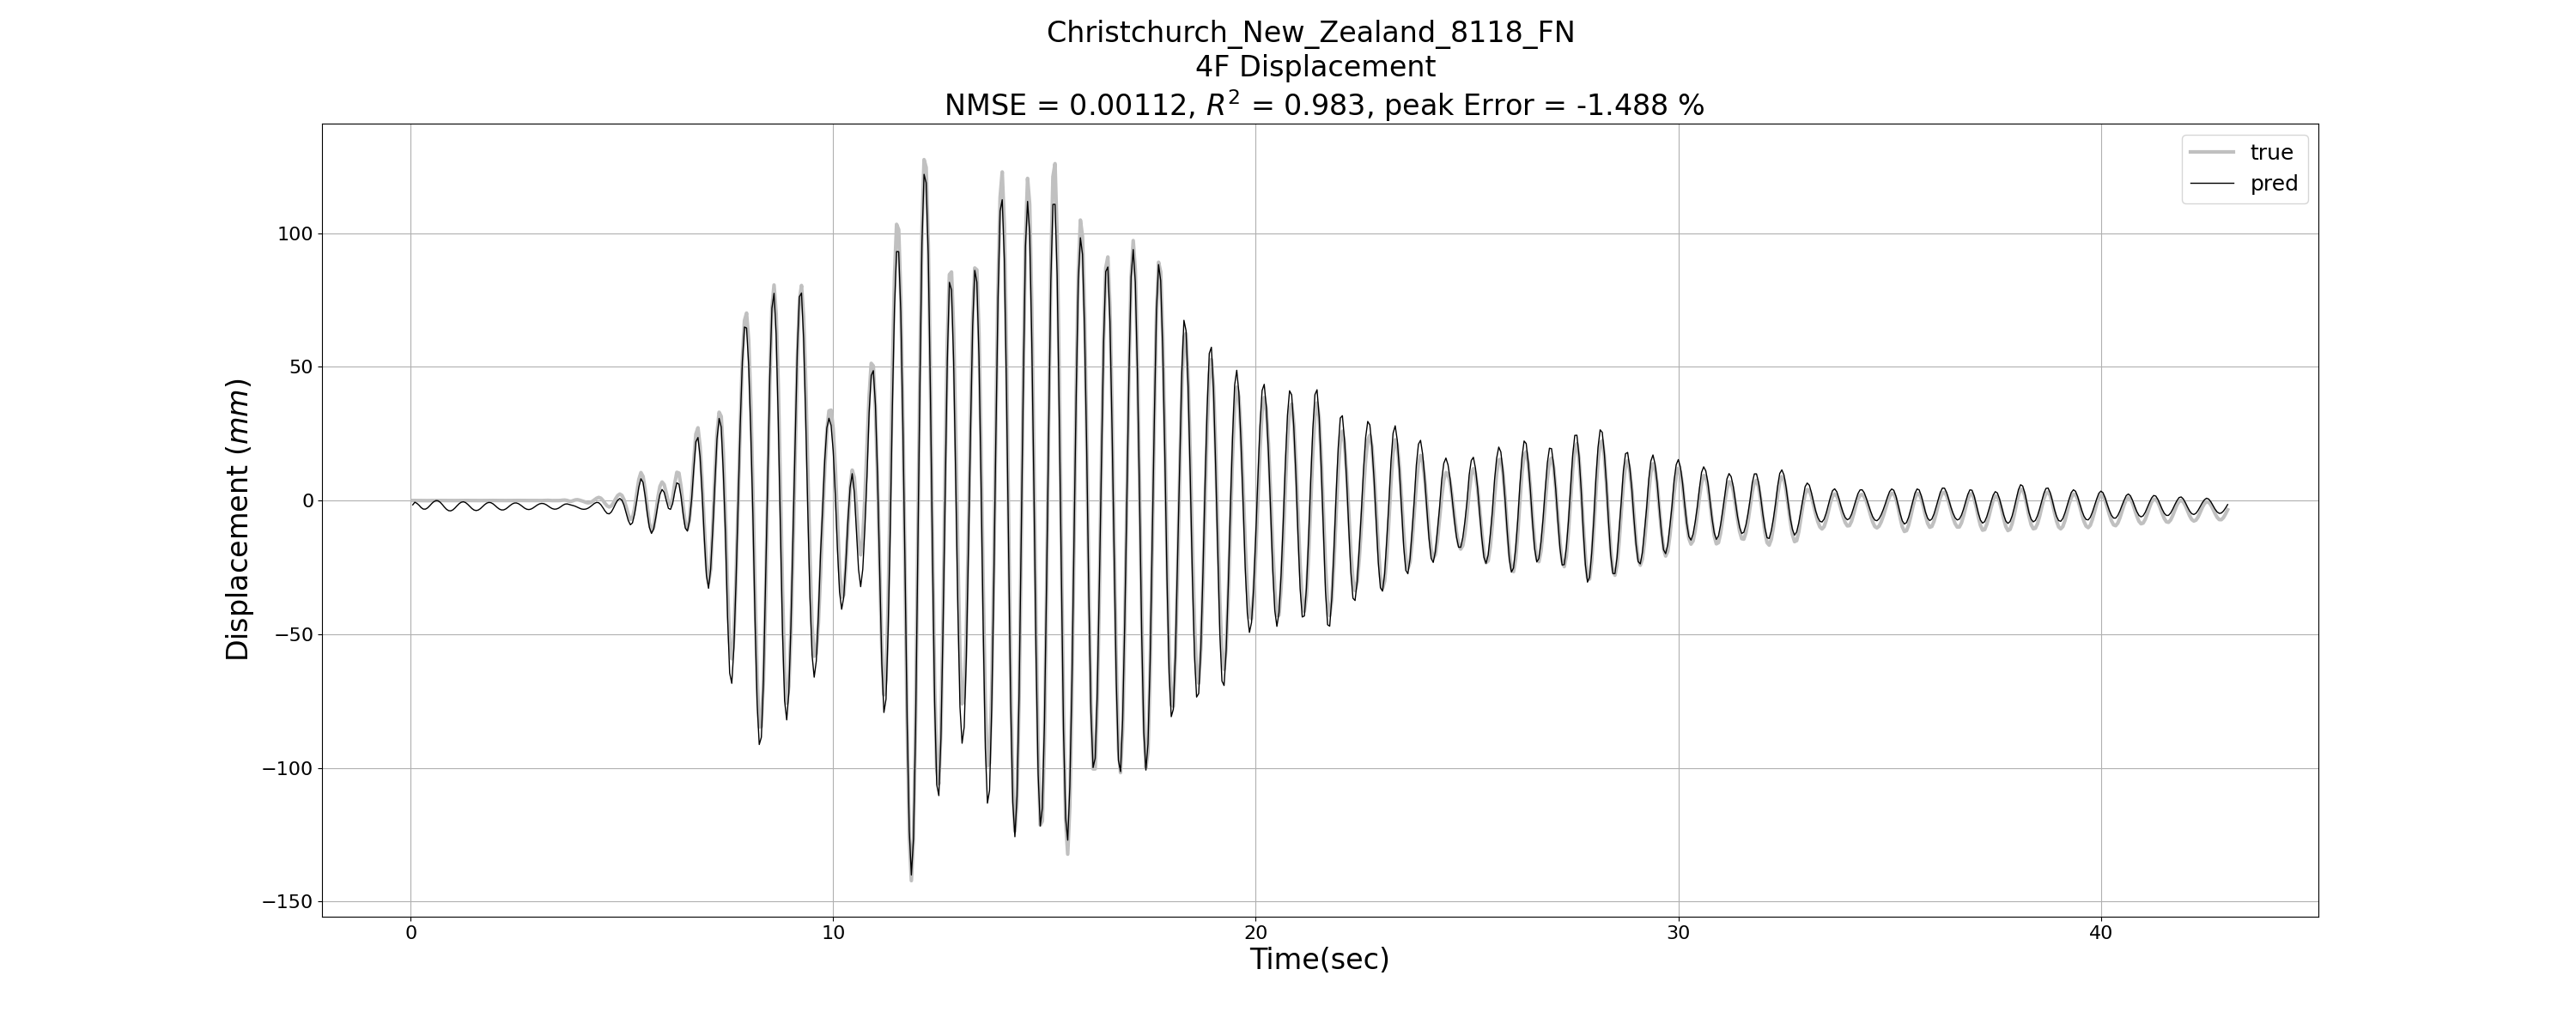 Christchurch_New_Zealand_8118_FN
4F Displacement
NMSE = 0.00112, R² = 0.983, peak Error = -1.488 %
true
pred
100
50
0
−50
−100
−150
Displacement (mm)
0 10 20 30 40
Time(sec)